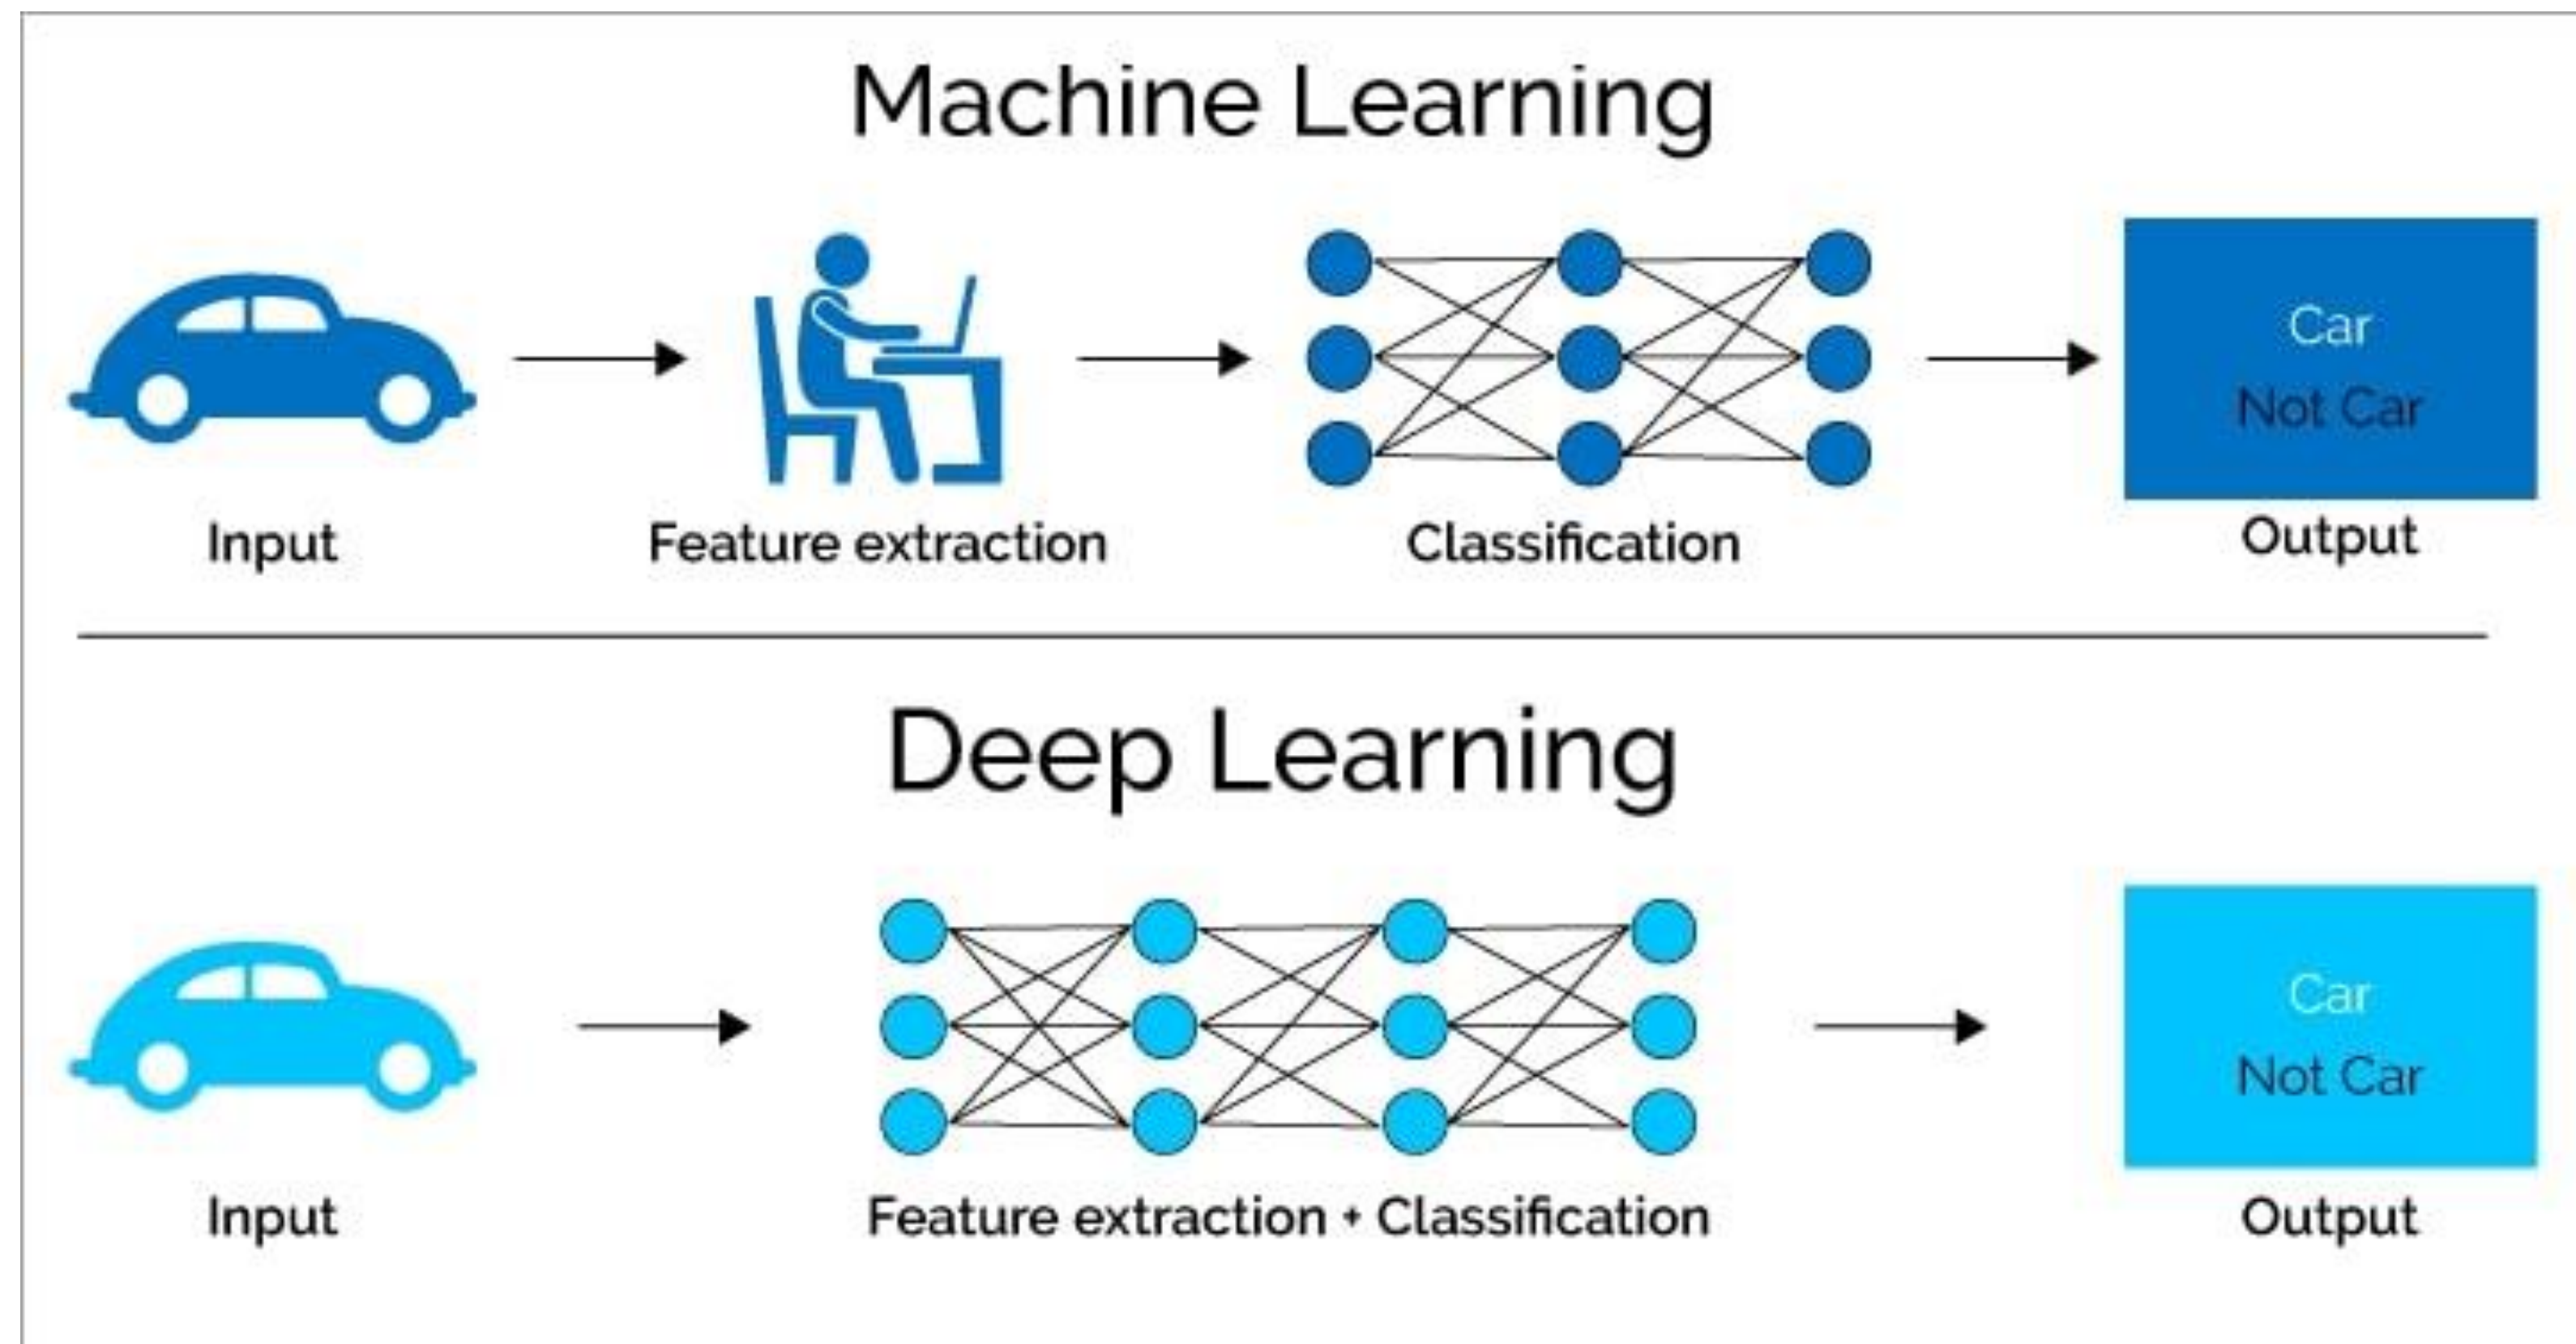 Machine Learning
Car
Not Car
Input
Feature extraction
Classification
Output
Deep Learning
Car
Not Car
Input
Feature extraction + Classification
Output